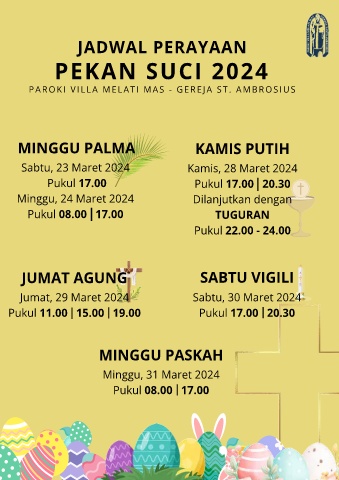 JADWAL PERAYAAN
PEKAN SUCI 2024
PAROKI VILLA MELATI MAS - GEREJA ST. AMBROSIUS
MINGGU PALMA
Sabtu, 23 Maret 2024
Pukul 17.00
Minggu, 24 Maret 2024
Pukul 08.00 | 17.00
KAMIS PUTIH
Kamis, 28 Maret 2024
Pukul 17.00 | 20.30
Dilanjutkan dengan
TUGURAN
Pukul 22.00 - 24.00
JUMAT AGUNG
Jumat, 29 Maret 2024
Pukul 11.00 | 15.00 | 19.00
SABTU VIGILI
Sabtu, 30 Maret 2024
Pukul 17.00 | 20.30
MINGGU PASKAH
Minggu, 31 Maret 2024
Pukul 08.00 | 17.00